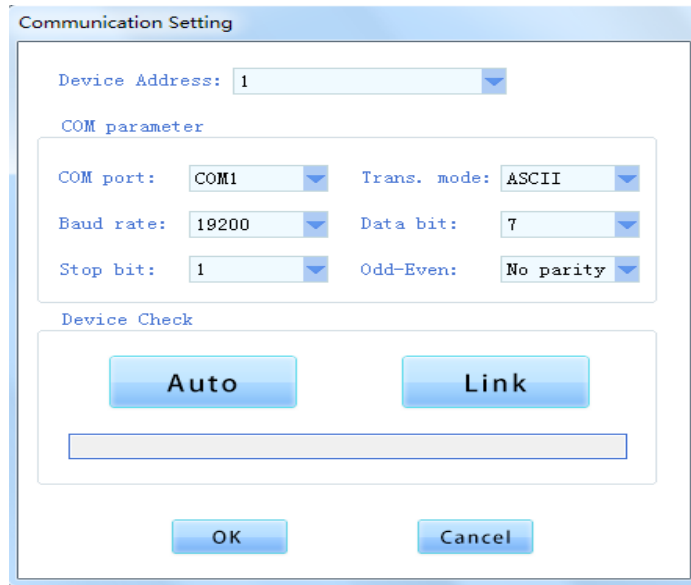 Communication Setting
Device Address: 1
COM parameter
COM port: COM1 Trans. mode: ASCII
Baud rate: 19200 Data bit: 7
Stop bit: 1 Odd-Even: No parity
Device Check
Auto Link
OK Cancel